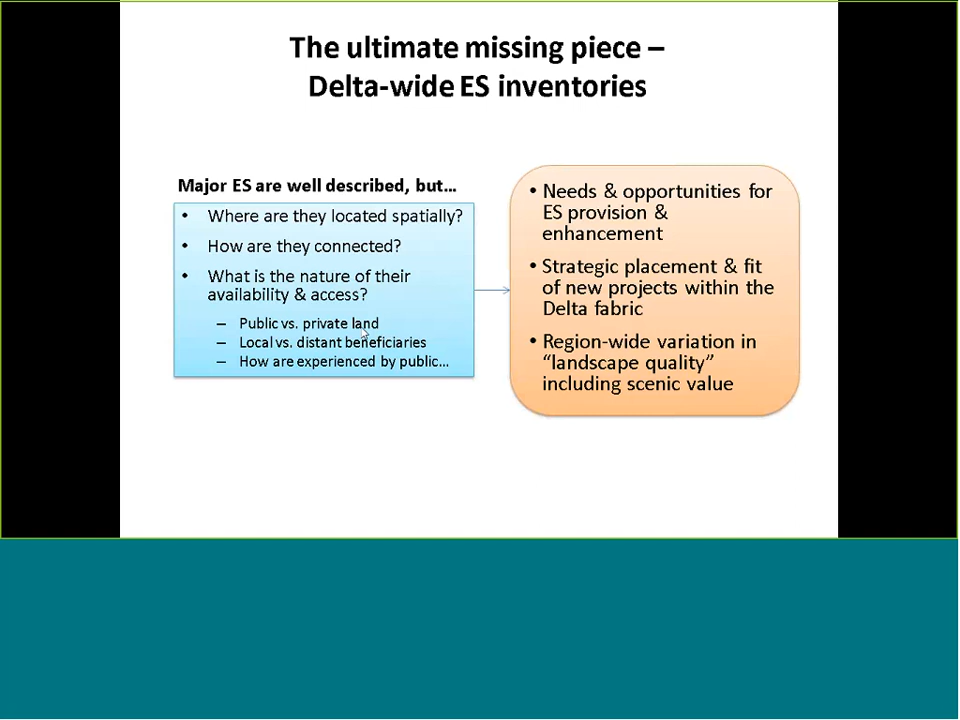 The ultimate missing piece –
Delta-wide ES inventories
Major ES are well described, but…
• Where are they located spatially?
• How are they connected?
• What is the nature of their
availability & access?
– Public vs. private land
– Local vs. distant beneficiaries
– How are experienced by public…
• Needs & opportunities for
ES provision &
enhancement
• Strategic placement & fit
of new projects within the
Delta fabric
• Region-wide variation in
“landscape quality”
including scenic value